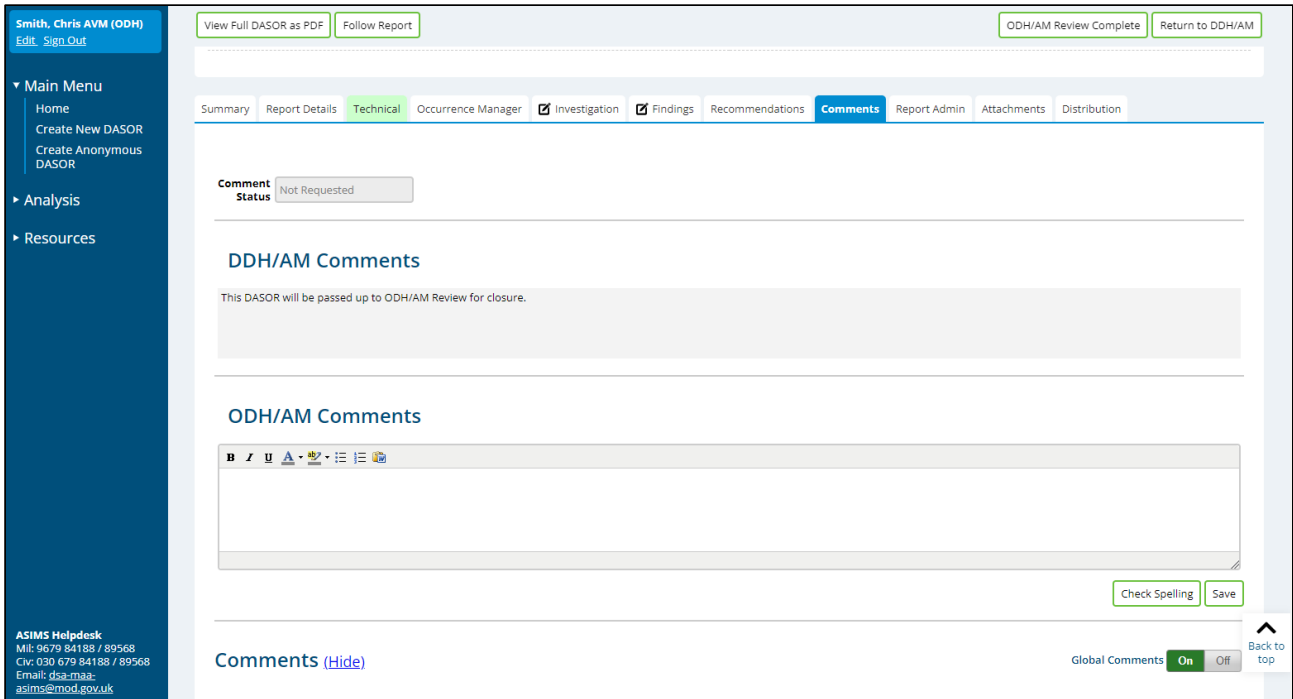 Smith, Chris AVM (ODH)
Edit Sign Out
Main Menu
Home
Create New DASOR
Create Anonymous
DASOR
Analysis
Resources
ASIMS Helpdesk
Mil: 9679 84188 / 89568
Civ: 030 679 84188 / 89568
Email: dsa-maa-
asims@mod.gov.uk
View Full DASOR as PDF Follow Report ODH/AM Review Complete Return to DDH/AM
Summary Report Details Technical Occurrence Manager Investigation Findings Recommendations Comments Report Admin Attachments Distribution
Comment
Status Not Requested
DDH/AM Comments
This DASOR will be passed up to ODH/AM Review for closure.
ODH/AM Comments
B I U A ab
Check Spelling Save
Comments (Hide)
Global Comments On Off
Back to
top